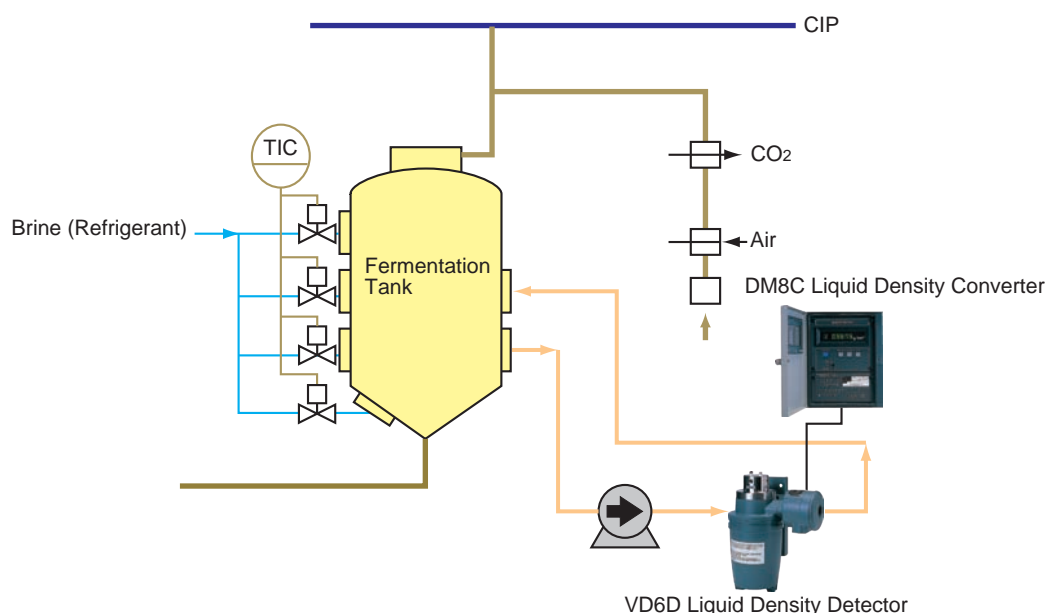 CIP
TIC
CO2
Brine (Refrigerant)
Air
Fermentation
Tank
DM8C Liquid Density Converter
VD6D Liquid Density Detector